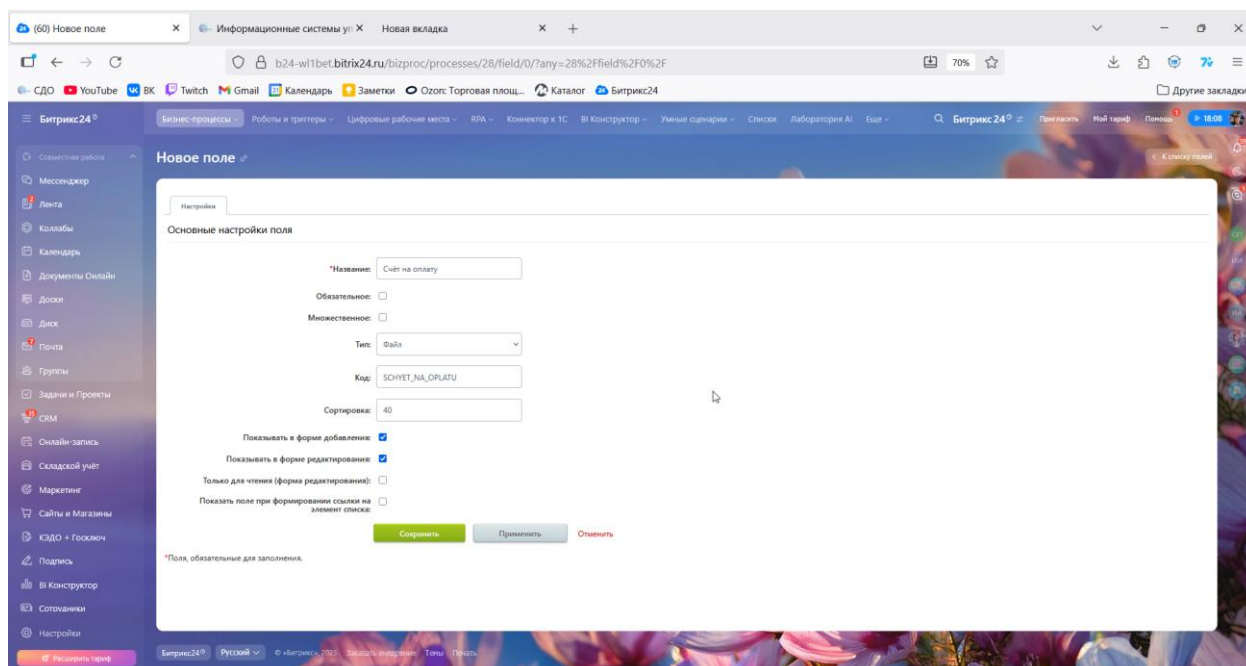 (60) Новое поле
Информационные системы уп
Новая вкладка
b24-wl1bet.bitrix24.ru/bizproc/processes/28/field/0/?any=28%2Ffield%2F0%2F
70%
СДО YouTube ВК Twitch Gmail Календарь Заметки Ozon: Торговая площ... Каталог Битрикс24
Другие закладки
Битрикс24
Бизнес-процессы Роботы и триггеры Цифровые рабочие места RPA Коннектор к 1С BI Конструктор Умные сценарии Списки Лаборатория AI Еще
Битрикс 24 Пригласить Мой тариф Помощь 18:08
Совместная работа
Новое поле
К списку полей
Мессенджер
Лента
Коллабы
Календарь
Документы Онлайн
Доски
Диск
Почта
Группы
Задачи и Проекты
CRM
Онлайн-запись
Складской учёт
Маркетинг
Сайты и Магазины
КЭДО + Госключ
Подпись
BI Конструктор
Сотрудники
Настройки
Расширить тариф
Настройки
Основные настройки поля
*Название: Счёт на оплату
Обязательное:
Множественное:
Тип: Файл
Код: SCHYET_NA_OPLATU
Сортировка: 40
Показывать в форме добавления:
Показывать в форме редактирования:
Только для чтения (форма редактирования):
Показать поле при формировании ссылки на
элемент списка:
Сохранить Применить Отменить
*Поля, обязательные для заполнения.
Битрикс24 Русский © «Битрикс», 2025 Заказать внедрение Темы Печать